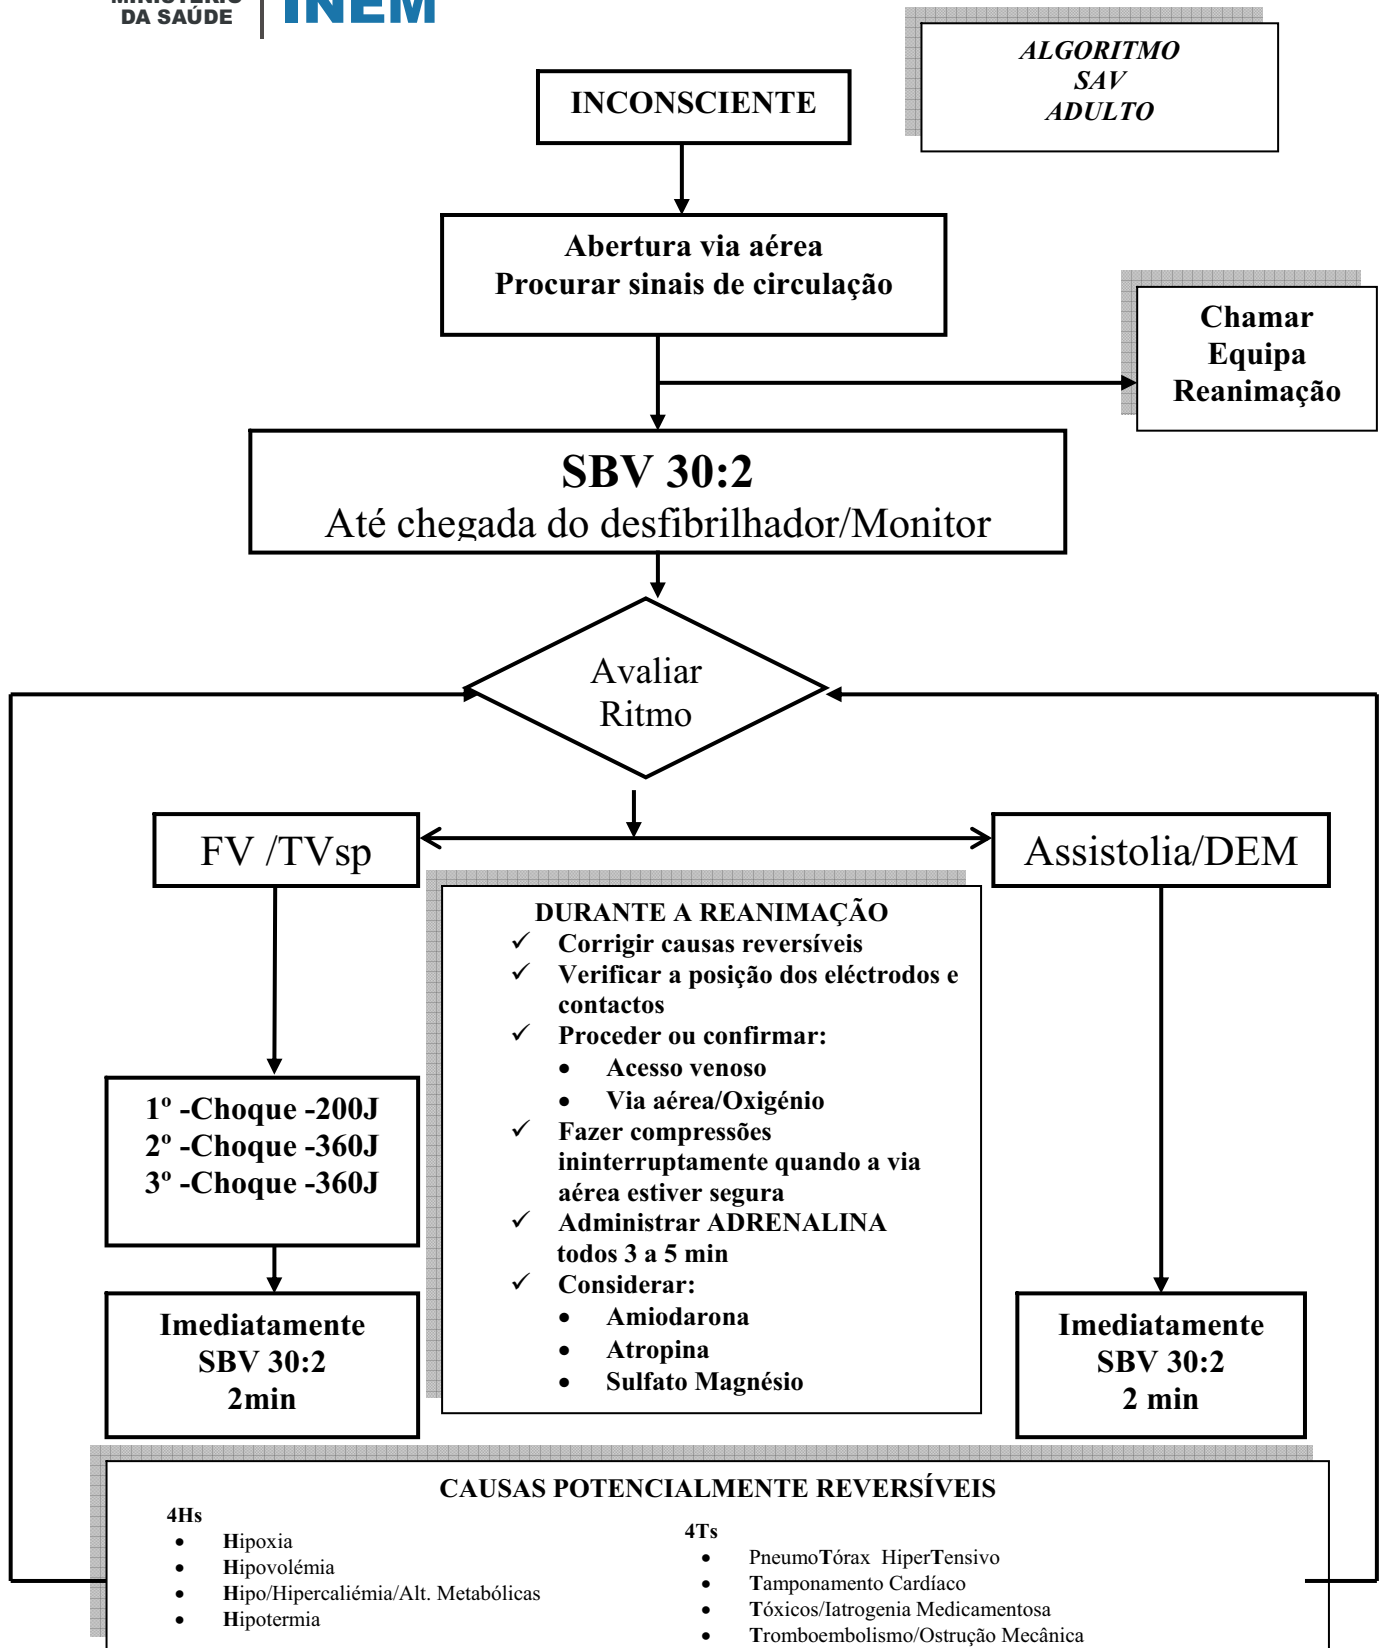 MINISTÉRIO
DA SAÚDE
INEM
ALGORITMO
SAV
ADULTO
INCONSCIENTE
Abertura via aérea
Procurar sinais de circulação
Chamar
Equipa
Reanimação
SBV 30:2
Até chegada do desfibrilhador/Monitor
Avaliar
Ritmo
FV /TVsp
Assistolia/DEM
DURANTE A REANIMAÇÃO
✓ Corrigir causas reversíveis
✓ Verificar a posição dos eléctrodos e
contactos
✓ Proceder ou confirmar:
• Acesso venoso
• Via aérea/Oxigénio
✓ Fazer compressões
ininterruptamente quando a via
aérea estiver segura
✓ Administrar ADRENALINA
todos 3 a 5 min
✓ Considerar:
• Amiodarona
• Atropina
• Sulfato Magnésio
1º -Choque -200J
2º -Choque -360J
3º -Choque -360J
Imediatamente
SBV 30:2
2min
Imediatamente
SBV 30:2
2 min
CAUSAS POTENCIALMENTE REVERSÍVEIS
4Hs
• Hipoxia
• Hipovolémia
• Hipo/Hipercaliémia/Alt. Metabólicas
• Hipotermia
4Ts
• PneumoTórax HiperTensivo
• Tamponamento Cardíaco
• Tóxicos/Iatrogenia Medicamentosa
• Tromboembolismo/Ostrução Mecânica